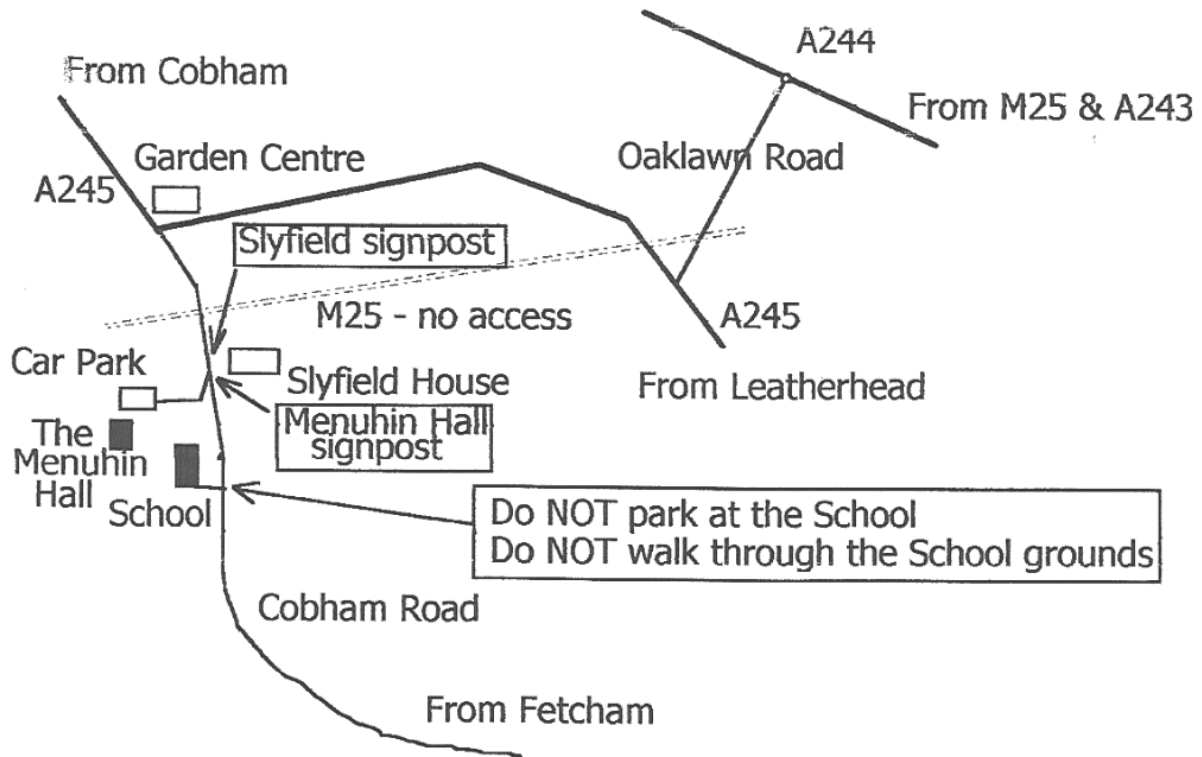 A244
From Cobham
From M25 & A243
Garden Centre
Oaklawn Road
A245
Slyfield signpost
M25 - no access
A245
Car Park
Slyfield House
From Leatherhead
Menuhin Hall
signpost
The
Menuhin
Hall
School
Do NOT park at the School
Do NOT walk through the School grounds
Cobham Road
From Fetcham